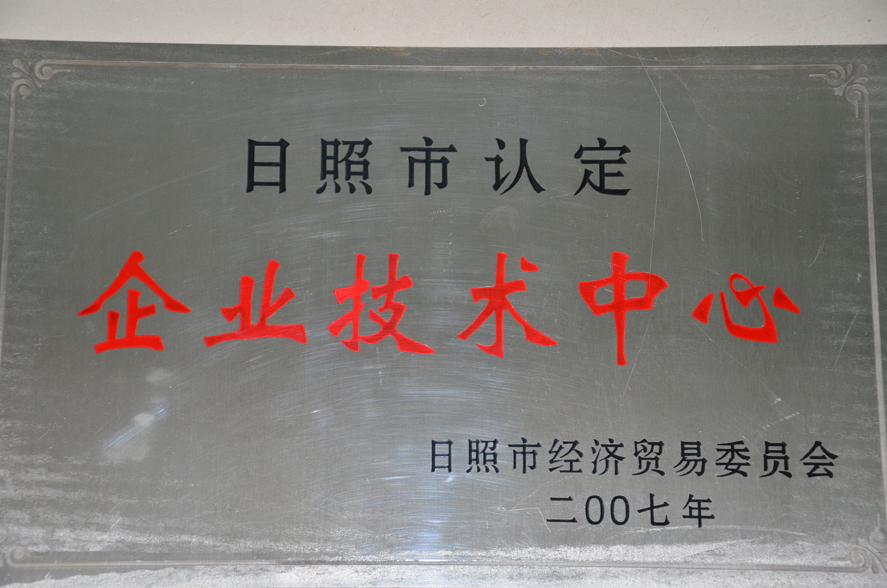 日照市认定
企业技术中心
日照市经济贸易委员会
二00七年